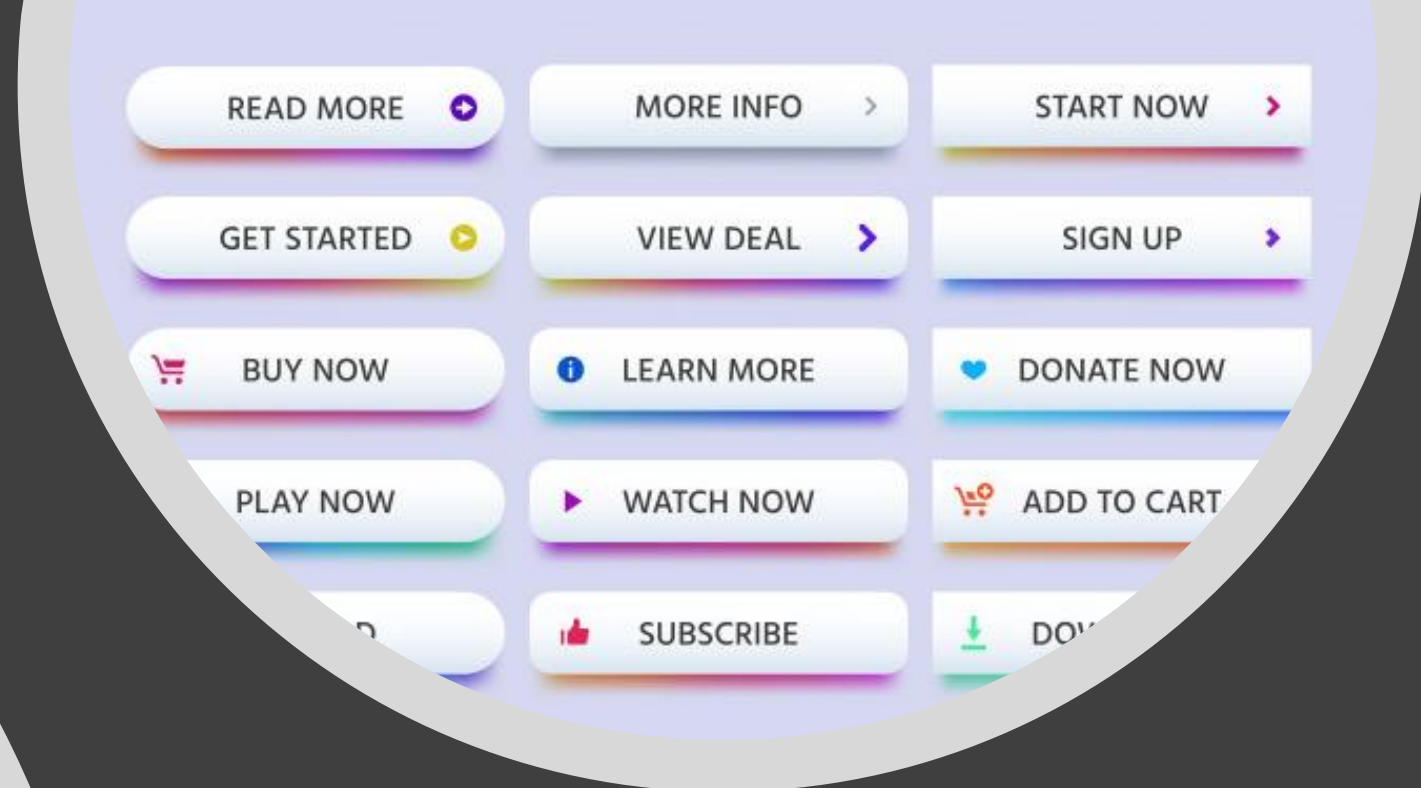 READ MORE
MORE INFO
START NOW
GET STARTED
VIEW DEAL
SIGN UP
BUY NOW
LEARN MORE
DONATE NOW
PLAY NOW
WATCH NOW
ADD TO CART
SUBSCRIBE